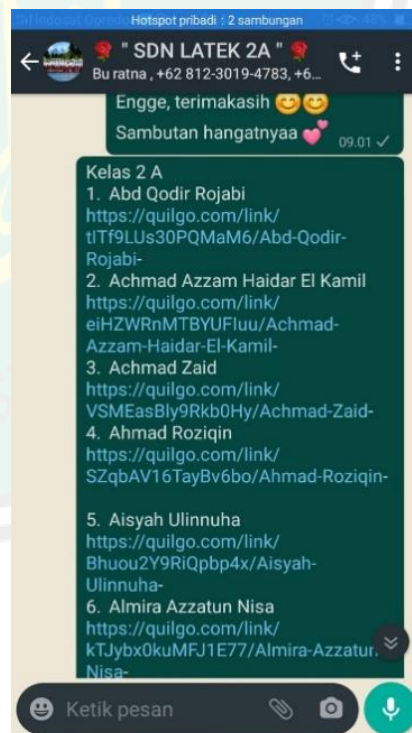 Hotspot pribadi : 2 sambungan
" SDN LATEK 2A "
Bu ratna , +62 812-3019-4783, +6...
Engge, terimakasih 😊😊
Sambutan hangatnyaa 💕
09.01
Kelas 2 A
1. Abd Qodir Rojabi
https://quilgo.com/link/
tITf9LUs30PQMaM6/Abd-Qodir-
Rojabi-
2. Achmad Azzam Haidar El Kamil
https://quilgo.com/link/
eiHZWRnMTBYUFIuu/Achmad-
Azzam-Haidar-El-Kamil-
3. Achmad Zaid
https://quilgo.com/link/
VSMEasBly9Rkb0Hy/Achmad-Zaid-
4. Ahmad Roziqin
https://quilgo.com/link/
SZqbAV16TayBv6bo/Ahmad-Roziqin-
5. Aisyah Ulinnuha
https://quilgo.com/link/
Bhuou2Y9RiQpbp4x/Aisyah-
Ulinnuha-
6. Almira Azzatun Nisa
https://quilgo.com/link/
kTJybx0kuMFJ1E77/Almira-Azzatun-
Nisa-
Ketik pesan